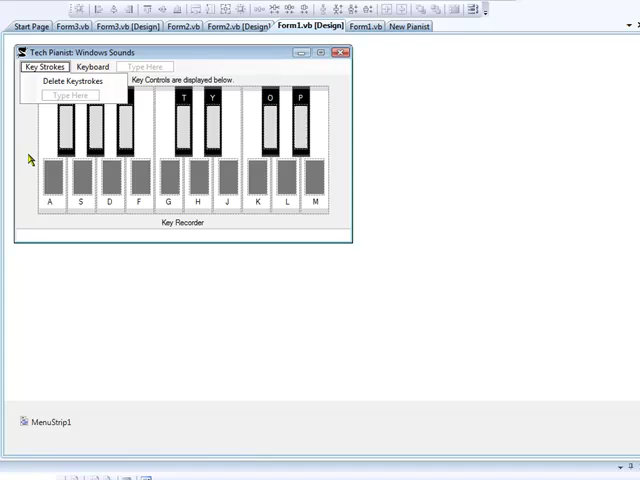 Start Page Form3.vb Form3.vb [Design] Form2.vb Form2.vb [Design] Form1.vb [Design] Form1.vb New Pianist
Tech Pianist: Windows Sounds
Key Strokes Keyboard Type Here
Delete Keystrokes Key Controls are displayed below.
Type Here
T Y O P
A S D F G H J K L M
Key Recorder
MenuStrip1